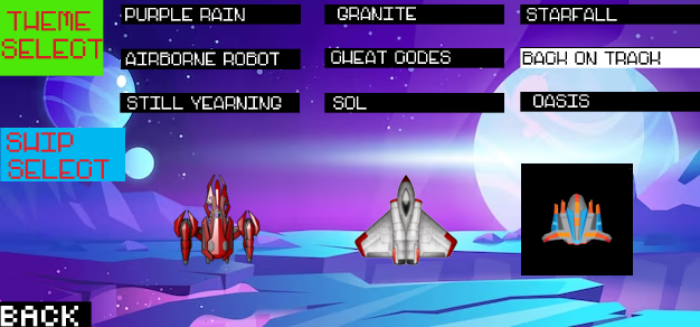 THEME
SELECT
PURPLE RAIN
GRANITE
STARFALL
AIRBORNE ROBOT
CHEAT CODES
BACK ON TRACK
STILL YEARNING
SOL
OASIS
SHIP
SELECT
BACK